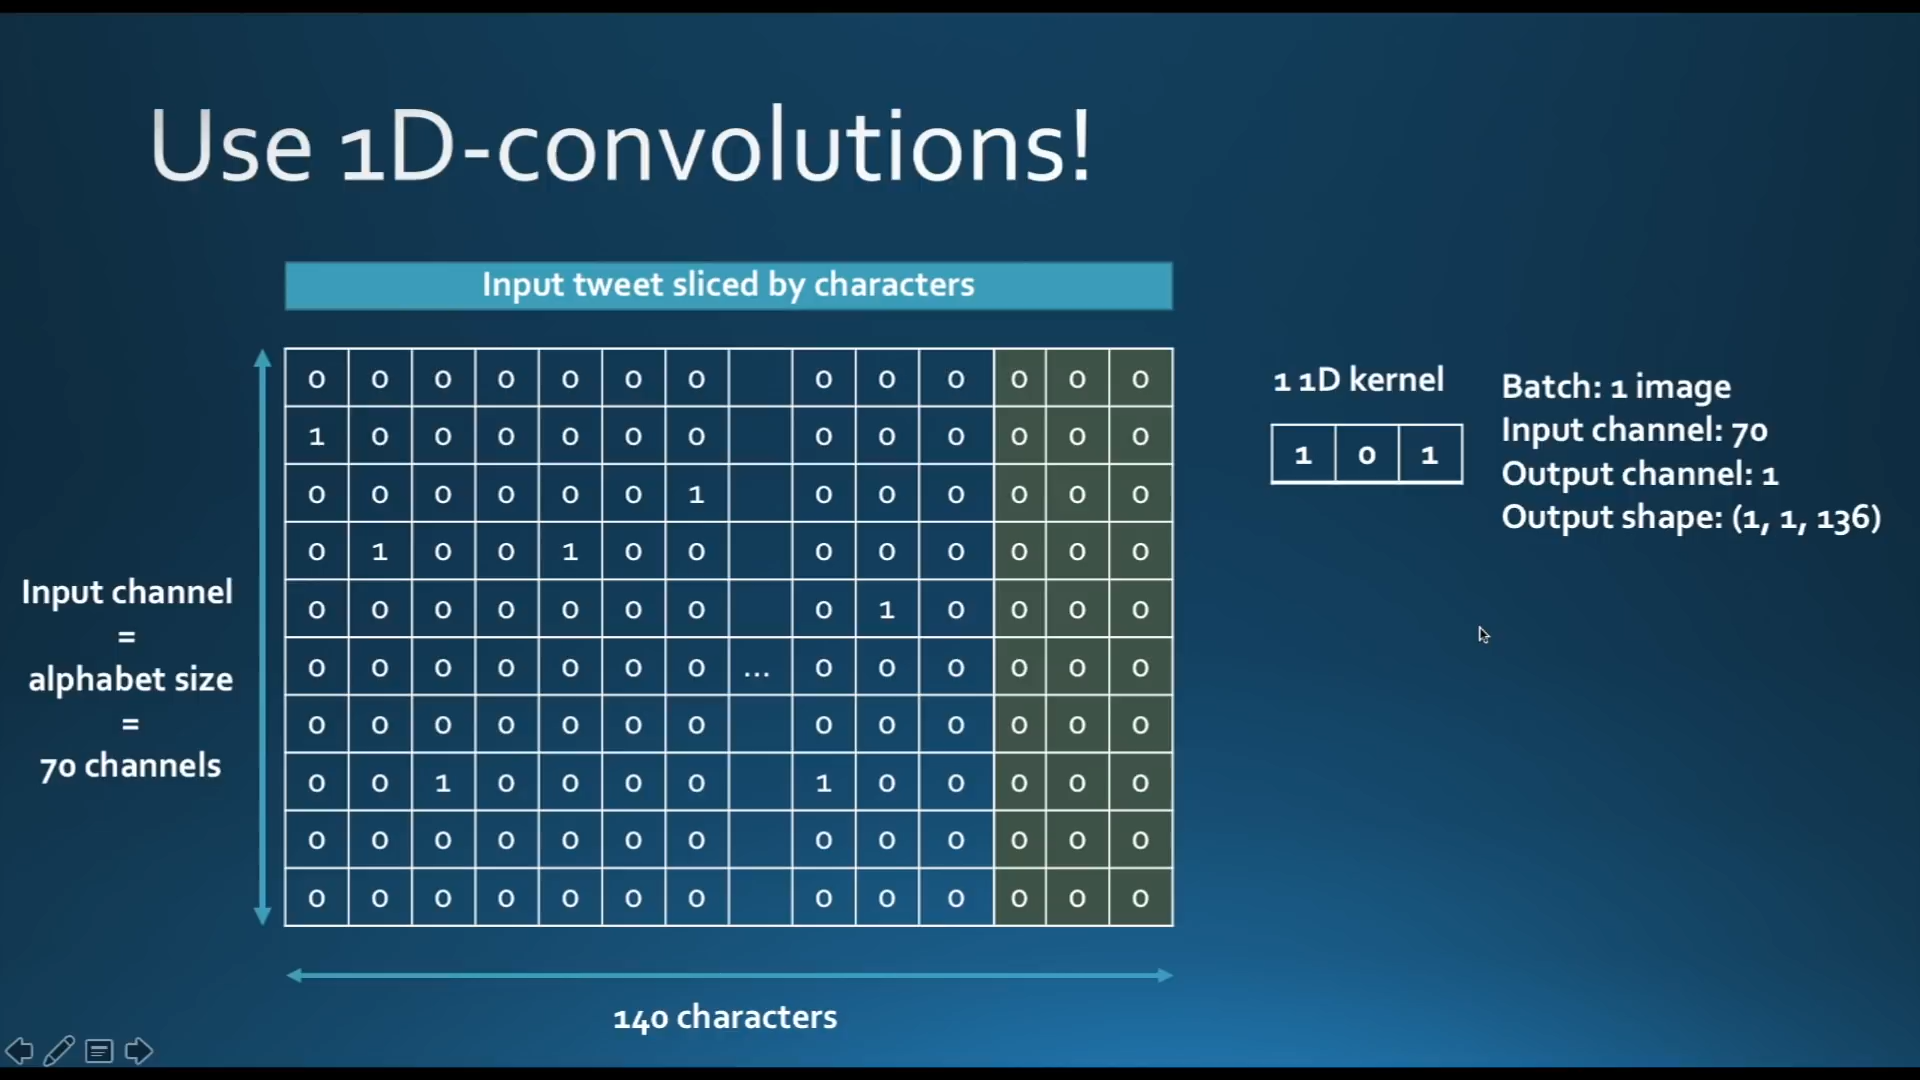 Use 1D-convolutions!
Input tweet sliced by characters
0 0 0 0 0 0 0 0 0 0 0 0 0
1 0 0 0 0 0 0 0 0 0 0 0 0
0 0 0 0 0 0 1 0 0 0 0 0 0
0 1 0 0 1 0 0 0 0 0 0 0 0
0 0 0 0 0 0 0 0 1 0 0 0 0
0 0 0 0 0 0 0 ... 0 0 0 0 0 0
0 0 0 0 0 0 0 0 0 0 0 0 0
0 0 1 0 0 0 0 1 0 0 0 0 0
0 0 0 0 0 0 0 0 0 0 0 0 0
0 0 0 0 0 0 0 0 0 0 0 0 0
Input channel
=
alphabet size
=
70 channels
140 characters
1 1D kernel
1 0 1
Batch: 1 image
Input channel: 70
Output channel: 1
Output shape: (1, 1, 136)